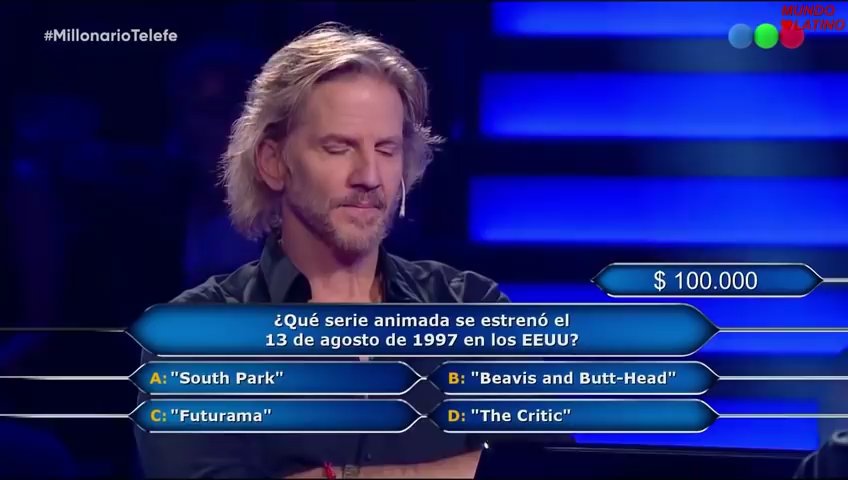 #MillonarioTelefe
MUNDO
LATINO
$ 100.000
¿Qué serie animada se estrenó el
13 de agosto de 1997 en los EEUU?
A: "South Park"
B: "Beavis and Butt-Head"
C: "Futurama"
D: "The Critic"